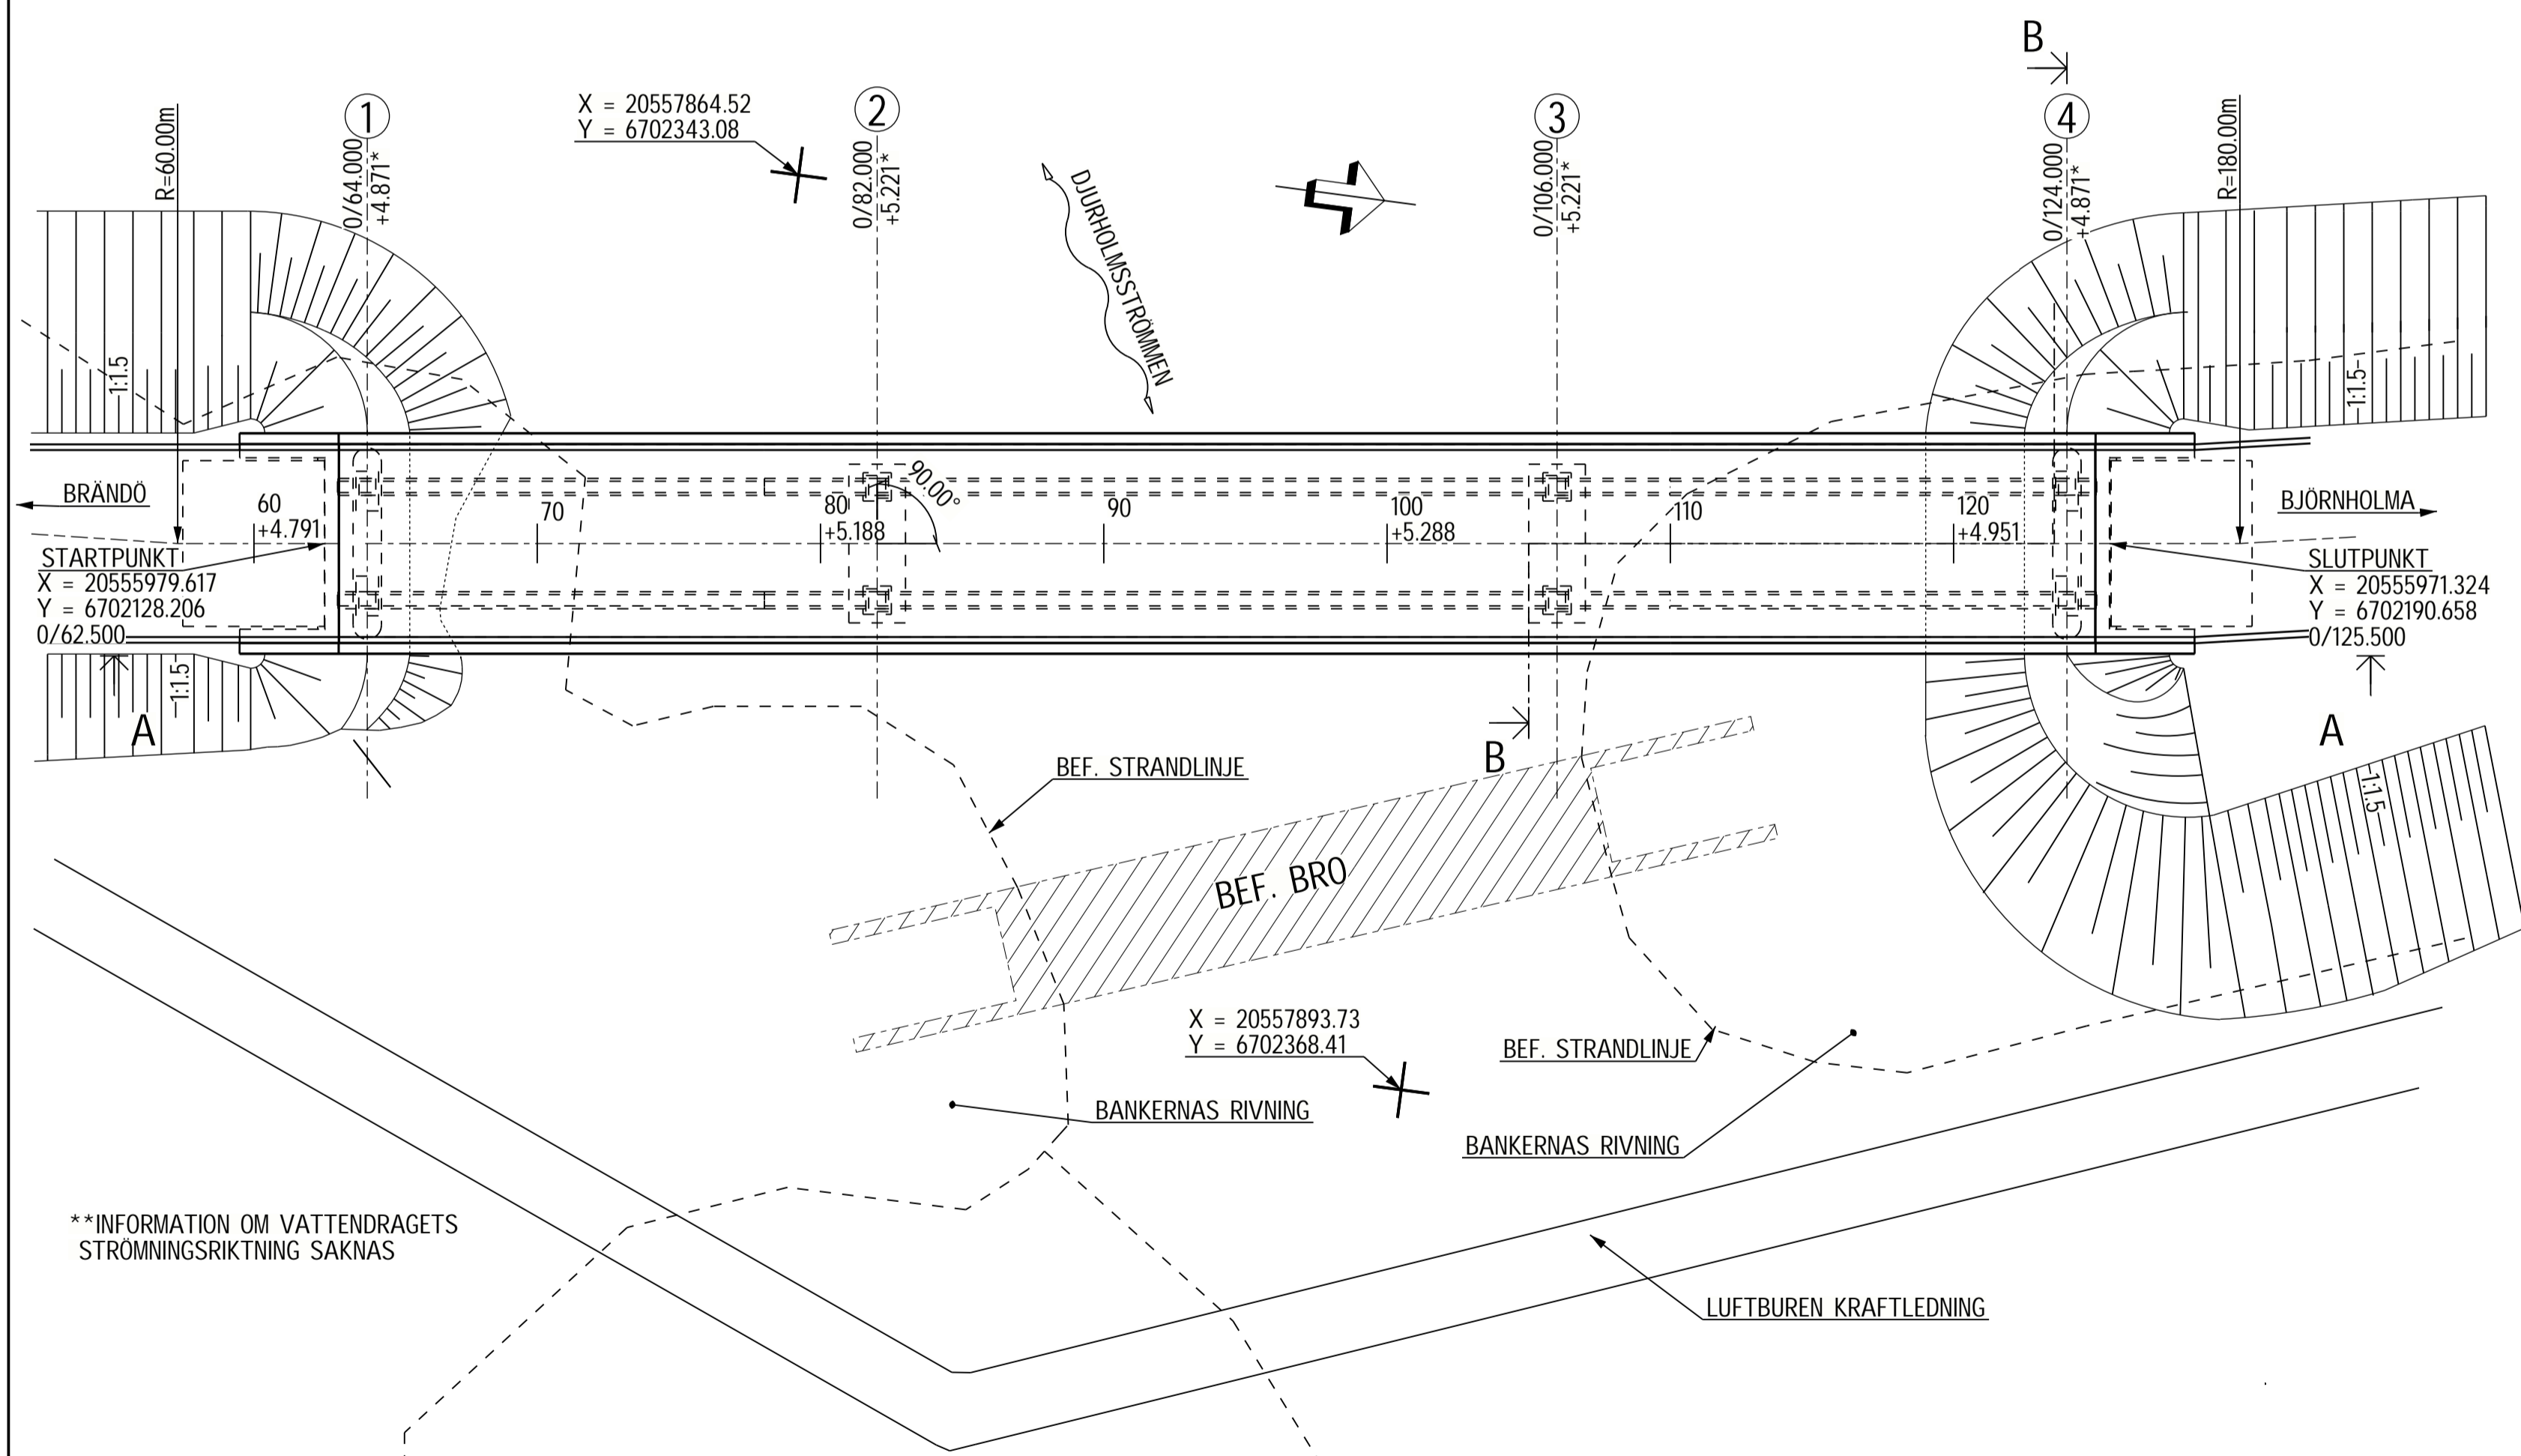 B
1
2
3
4
X = 20557864.52
Y = 6702343.08
R=60.00m
0/64.000
+4.871*
0/82.000
+5.221*
DJURHOLMSSTRÖMMEN
0/106.000
+5.221*
0/124.000
+4.871*
R=180.00m
1:1.5
1:1.5
BRÄNDÖ
60
+4.791
70
80
+5.188
90.00°
90
100
+5.288
110
120
+4.951
BJÖRNHOLMA
STARTPUNKT
X = 20555979.617
Y = 6702128.206
0/62.500
SLUTPUNKT
X = 20555971.324
Y = 6702190.658
0/125.500
1:1.5
A
B
A
1:1.5
BEF. STRANDLINJE
BEF. BRO
X = 20557893.73
Y = 6702368.41
BEF. STRANDLINJE
BANKERNAS RIVNING
BANKERNAS RIVNING
**INFORMATION OM VATTENDRAGETS
STRÖMNINGSRIKTNING SAKNAS
LUFTBUREN KRAFTLEDNING